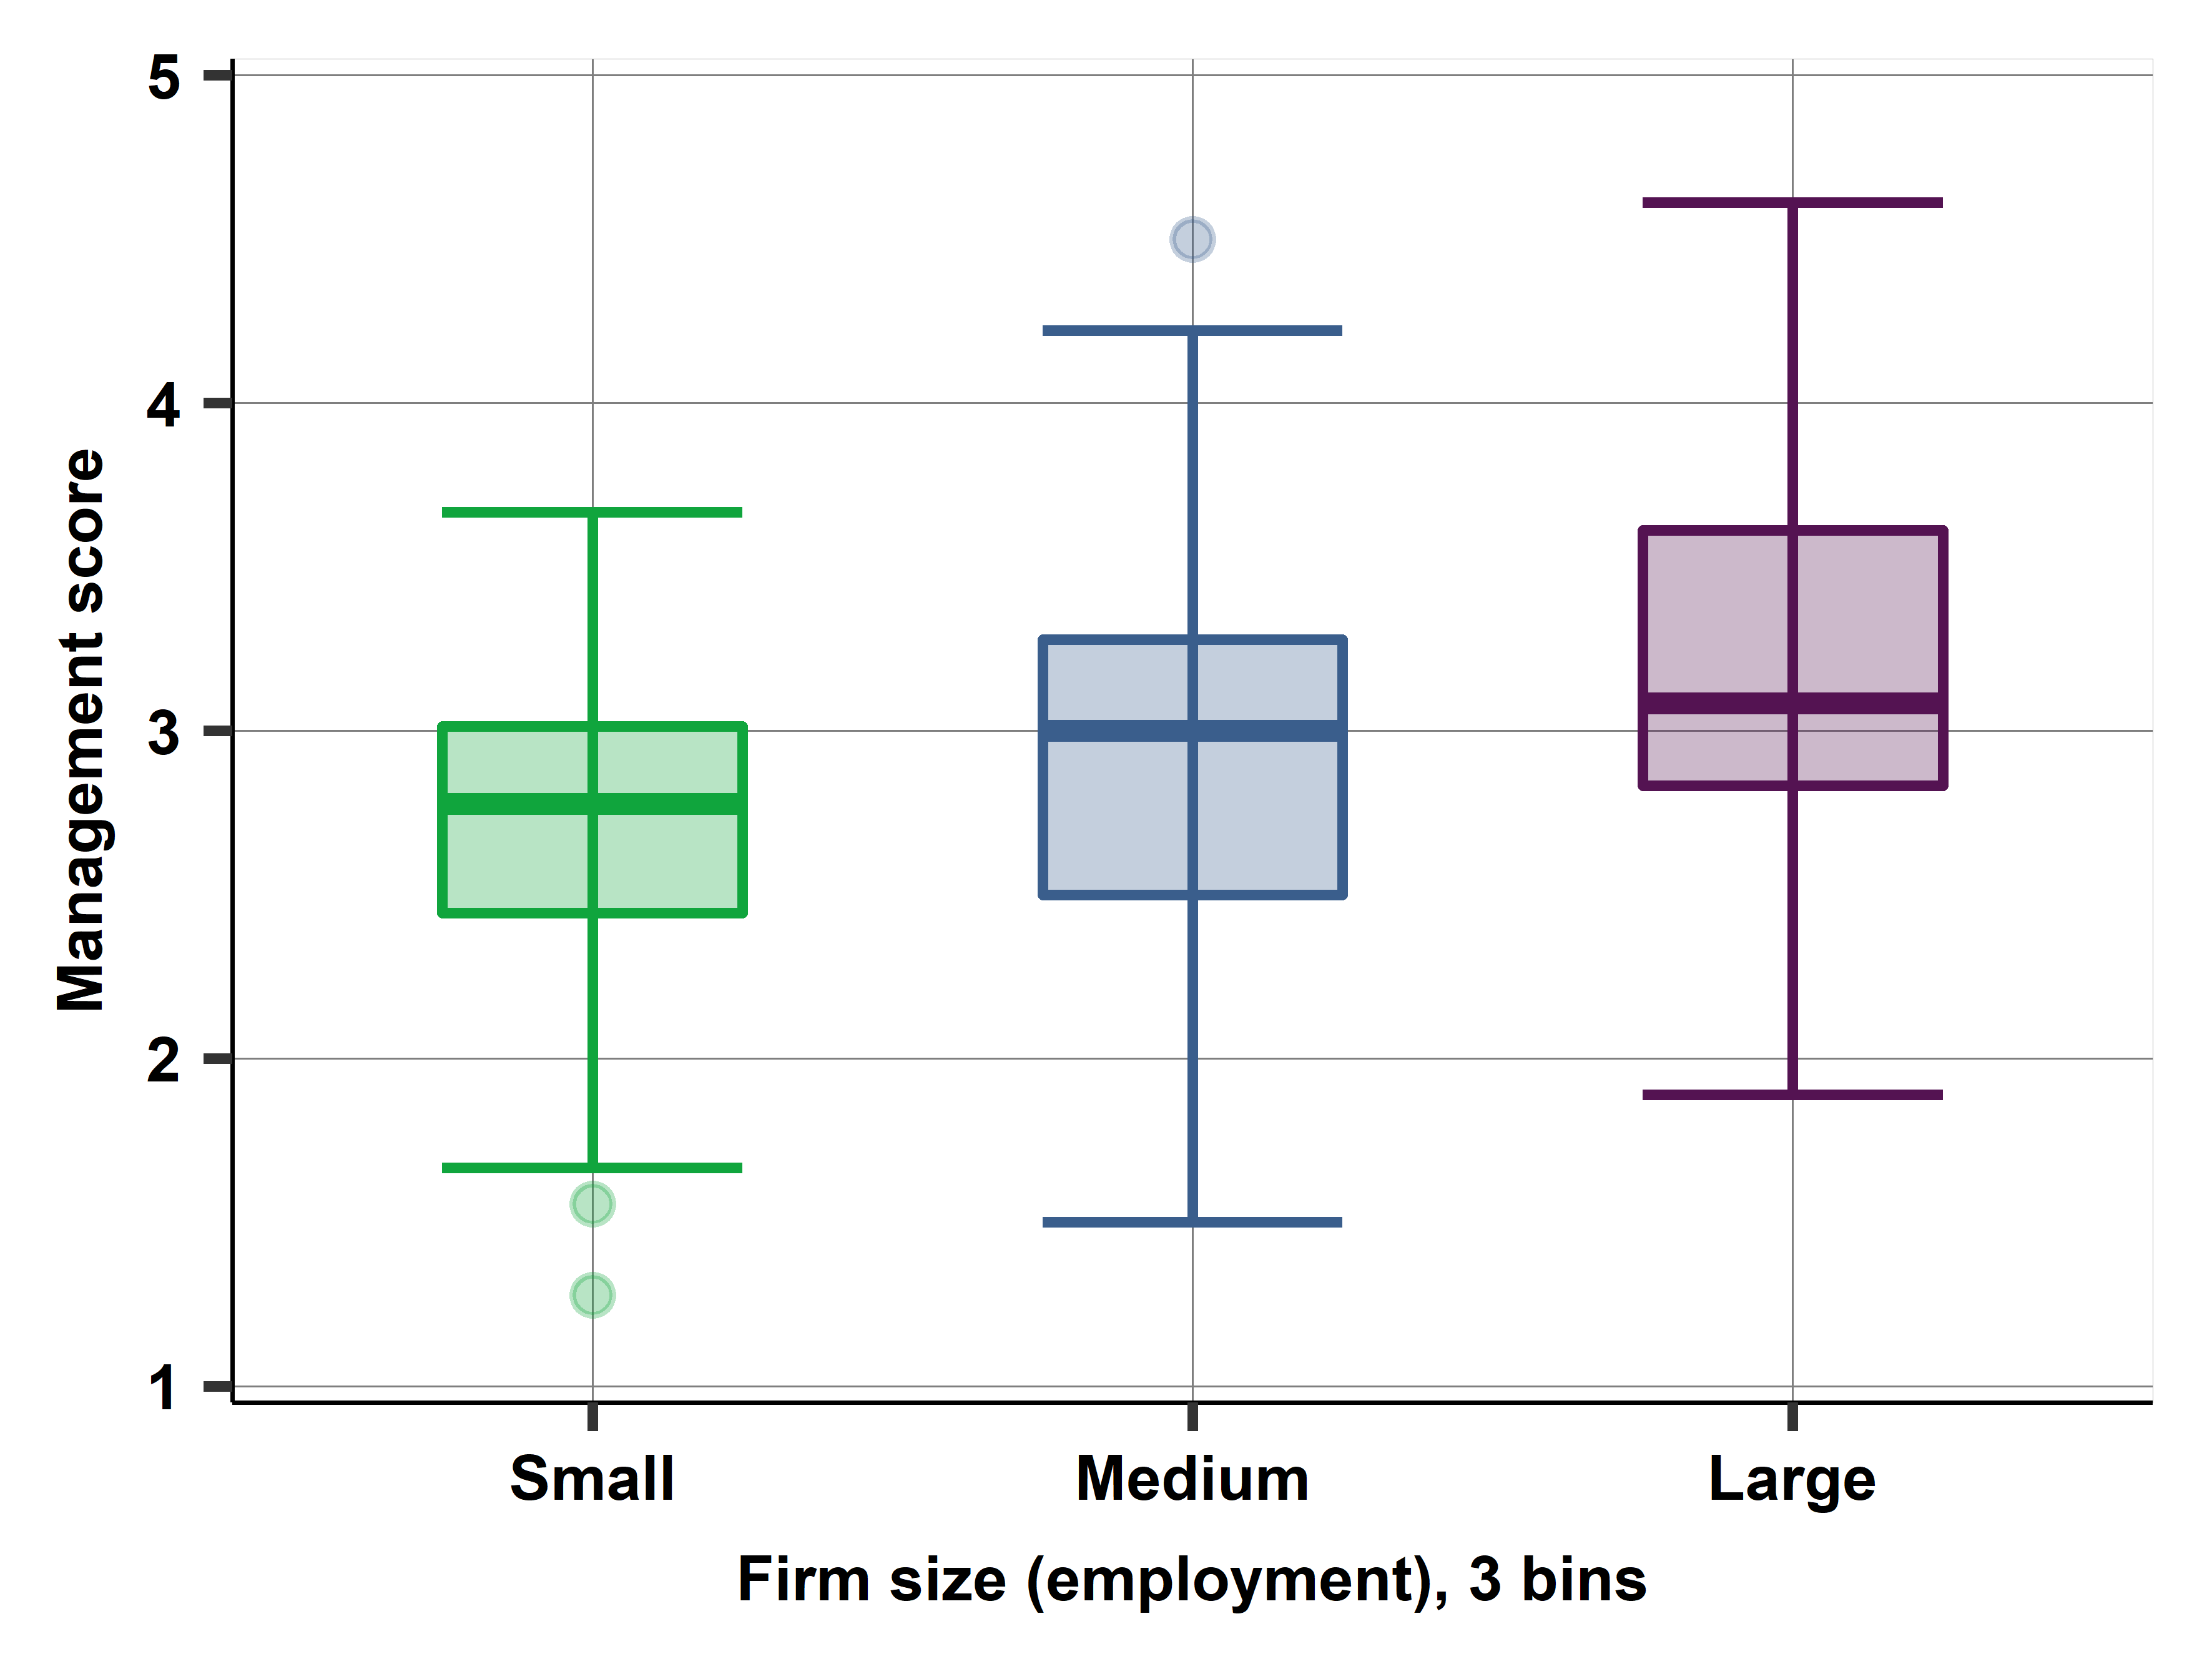 Management score
5
4
3
2
1
Small
Medium
Large
Firm size (employment), 3 bins